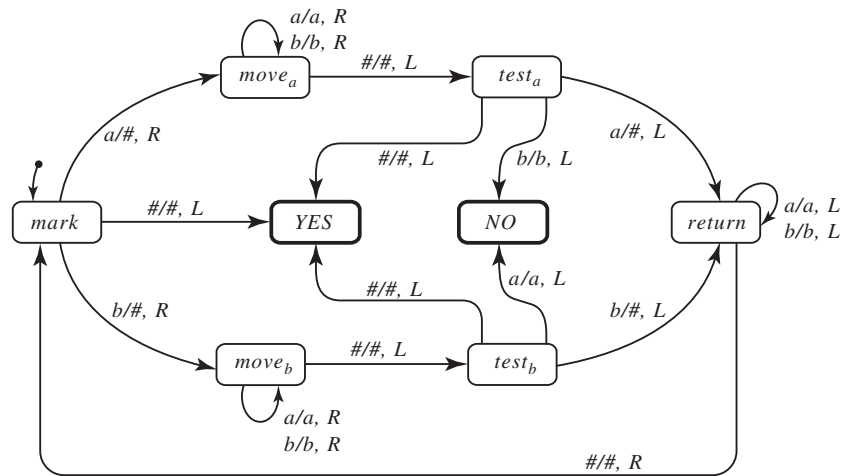 a/a, R
b/b, R
move_a
#/#, L
test_a
a/#, R
#/#, L
b/b, L
a/#, L
mark
#/#, L
YES
NO
return
a/a, L
b/b, L
#/#, L
a/a, L
b/#, R
b/#, L
move_b
#/#, L
test_b
a/a, R
b/b, R
#/#, R